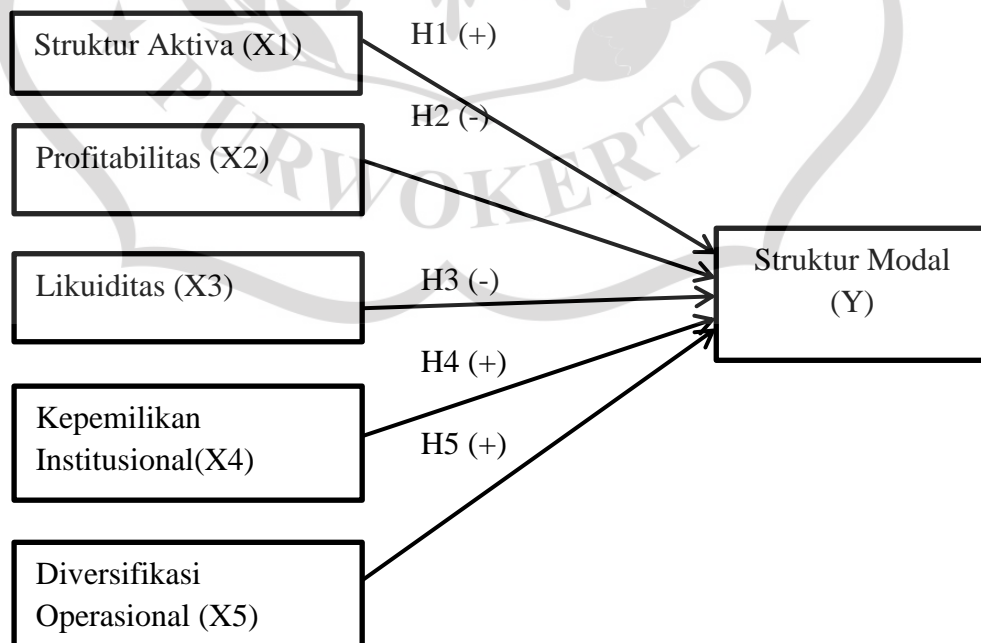 Struktur Aktiva (X1)
H1 (+)
H2 (-)
Profitabilitas (X2)
PURWOKERTO
Likuiditas (X3)
H3 (-)
Struktur Modal
(Y)
H4 (+)
Kepemilikan
Institusional(X4)
H5 (+)
Diversifikasi
Operasional (X5)